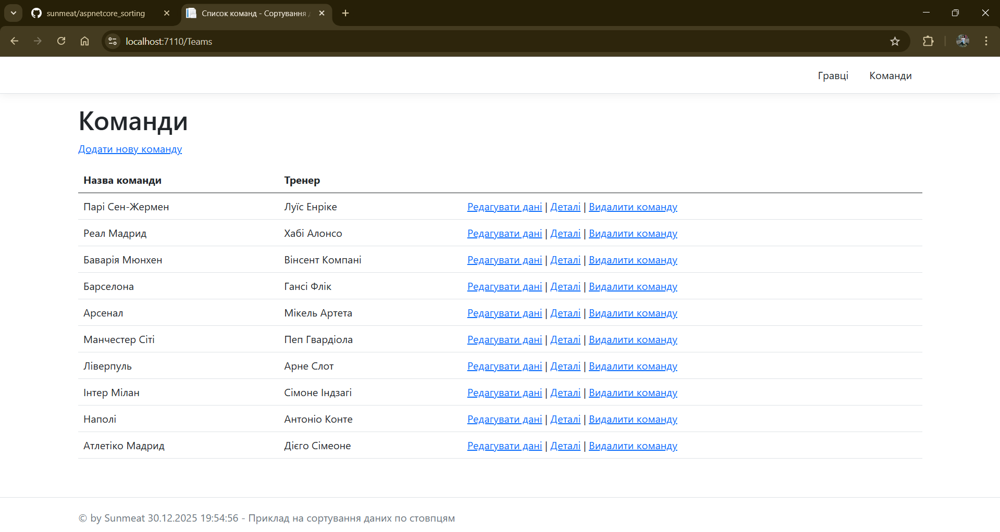 sunmeat/aspnetcore_sorting
Список команд - Сортування
localhost:7110/Teams
Гравці Команди
Команди
Додати нову команду
Назва команди Тренер
Парі Сен-Жермен Луїс Енріке Редагувати дані | Деталі | Видалити команду
Реал Мадрид Хабі Алонсо Редагувати дані | Деталі | Видалити команду
Баварія Мюнхен Вінсент Компані Редагувати дані | Деталі | Видалити команду
Барселона Гансі Флік Редагувати дані | Деталі | Видалити команду
Арсенал Мікель Артета Редагувати дані | Деталі | Видалити команду
Манчестер Сіті Пеп Гвардіола Редагувати дані | Деталі | Видалити команду
Ліверпуль Арне Слот Редагувати дані | Деталі | Видалити команду
Інтер Мілан Сімоне Індзагі Редагувати дані | Деталі | Видалити команду
Наполі Антоніо Конте Редагувати дані | Деталі | Видалити команду
Атлетіко Мадрид Дієго Сімеоне Редагувати дані | Деталі | Видалити команду
© by Sunmeat 30.12.2025 19:54:56 - Приклад на сортування даних по стовпцям